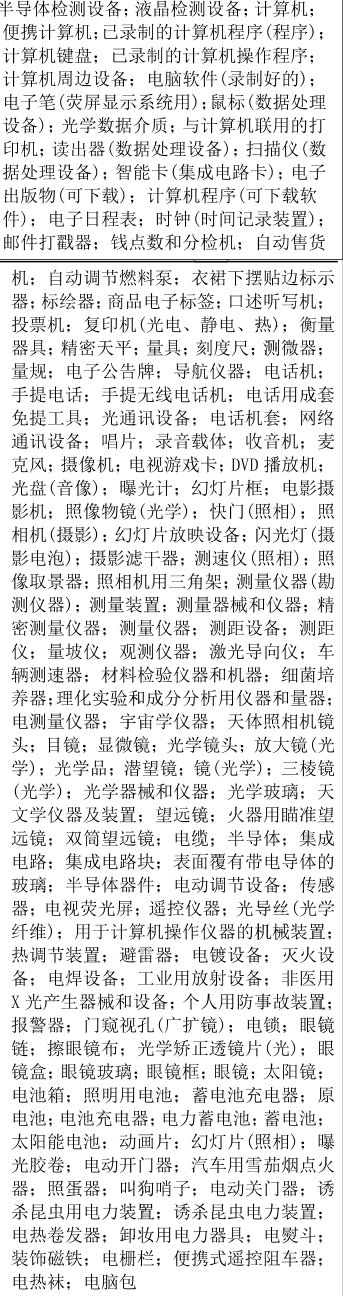 半导体检测设备；液晶检测设备；计算机；
便携计算机；已录制的计算机程序(程序)；
计算机键盘；已录制的计算机操作程序；
计算机周边设备；电脑软件(录制好的)；
电子笔(荧屏显示系统用)；鼠标(数据处理
设备)；光学数据介质；与计算机联用的打
印机；读出器(数据处理设备)；扫描仪(数
据处理设备)；智能卡(集成电路卡)；电子
出版物(可下载)；计算机程序(可下载软
件)；电子日程表；时钟(时间记录装置)；
邮件打戳器；钱点数和分检机；自动售货
机；自动调节燃料泵；衣裙下摆贴边标示
器；标绘器；商品电子标签；口述听写机；
投票机；复印机(光电、静电、热)；衡量
器具；精密天平；量具；刻度尺；测微器；
量规；电子公告牌；导航仪器；电话机；
手提电话；手提无线电话机；电话用成套
免提工具；光通讯设备；电话机套；网络
通讯设备；唱片；录音载体；收音机；麦
克风；摄像机；电视游戏卡；DVD播放机；
光盘(音像)；曝光计；幻灯片框；电影摄
影机；照像物镜(光学)；快门(照相)；照
相机(摄影)；幻灯片放映设备；闪光灯(摄
影电泡)；摄影滤干器；测速仪(照相)；照
像取景器；照相机用三角架；测量仪器(勘
测仪器)；测量装置；测量器械和仪器；精
密测量仪器；测量仪器；测距设备；测距
仪；量坡仪；观测仪器；激光导向仪；车
辆测速器；材料检验仪器和机器；细菌培
养器；理化实验和成分分析用仪器和量器；
电测量仪器；宇宙学仪器；天体照相机镜
头；目镜；显微镜；光学镜头；放大镜(光
学)；光学品；潜望镜；镜(光学)；三棱镜
(光学)；光学器械和仪器；光学玻璃；天
文学仪器及装置；望远镜；火器用瞄准望
远镜；双筒望远镜；电缆；半导体；集成
电路；集成电路块；表面覆有带电导体的
玻璃；半导体器件；电动调节设备；传感
器；电视荧光屏；遥控仪器；光导丝(光学
纤维)；用于计算机操作仪器的机械装置；
热调节装置；避雷器；电镀设备；灭火设
备；电焊设备；工业用放射设备；非医用
X光产生器械和设备；个人用防事故装置；
报警器；门窥视孔(广扩镜)；电锁；眼镜
链；擦眼镜布；光学矫正透镜片(光)；眼
镜盒；眼镜玻璃；眼镜框；眼镜；太阳镜；
电池箱；照明用电池；蓄电池充电器；原
电池；电池充电器；电力蓄电池；蓄电池；
太阳能电池；动画片；幻灯片(照相)；曝
光胶卷；电动开门器；汽车用雪茄烟点火
器；照蛋器；叫狗哨子；电动关门器；诱
杀昆虫用电力装置；诱杀昆虫电力装置；
电热卷发器；卸妆用电力器具；电熨斗；
装饰磁铁；电栅栏；便携式遥控阻车器；
电热袜；电脑包